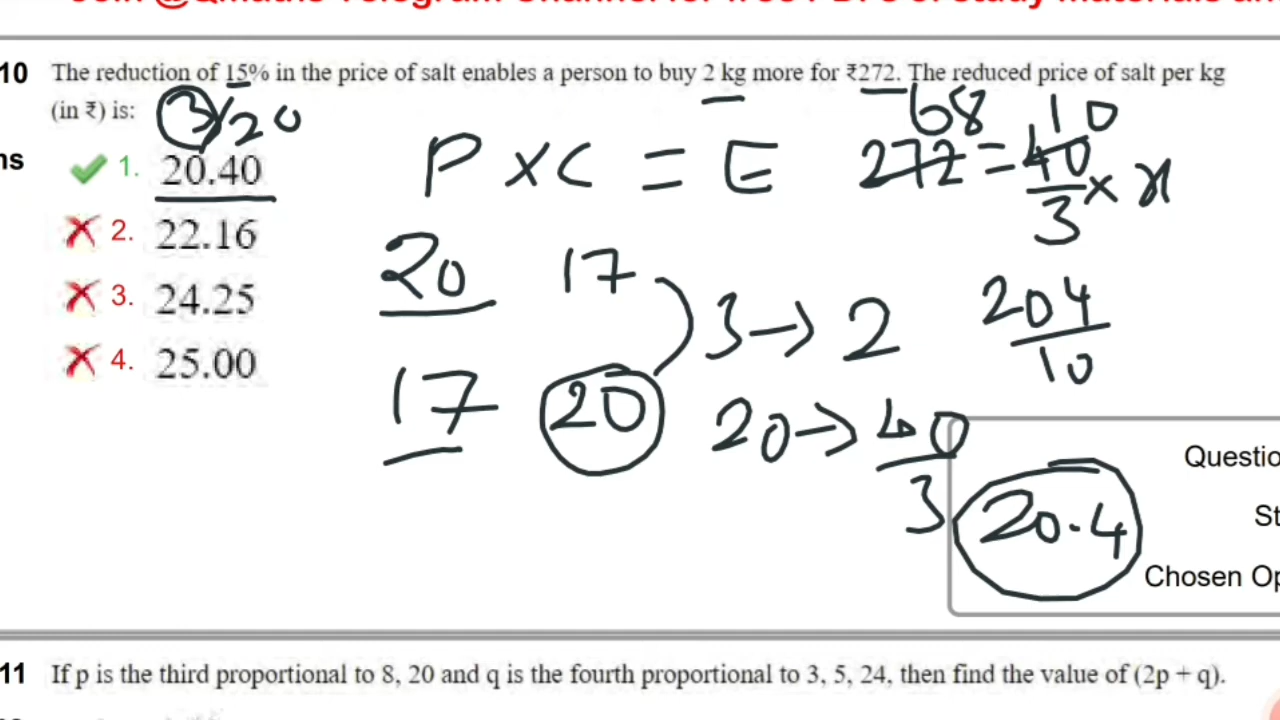 10 The reduction of 15% in the price of salt enables a person to buy 2 kg more for ₹272. The reduced price of salt per kg
(in ₹) is:
3/20
ns 1. 20.40
2. 22.16
3. 24.25
4. 25.00
P × C = E
20 17
17 20
3 → 2
20 → 40/3
68 10
272 = 40/3 × x
204/10
20.4
Questio
St
Chosen Op
11 If p is the third proportional to 8, 20 and q is the fourth proportional to 3, 5, 24, then find the value of (2p + q).